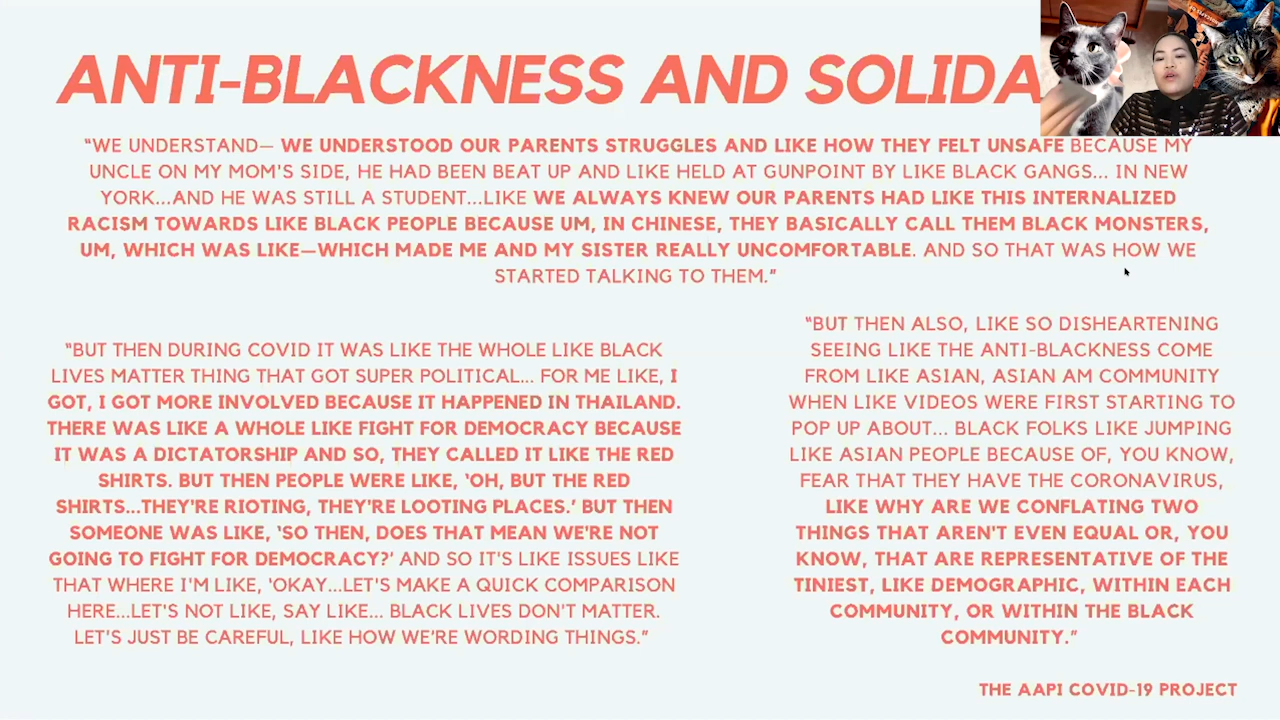 ANTI-BLACKNESS AND SOLIDA
“WE UNDERSTAND— WE UNDERSTOOD OUR PARENTS STRUGGLES AND LIKE HOW THEY FELT UNSAFE BECAUSE MY
UNCLE ON MY MOM'S SIDE, HE HAD BEEN BEAT UP AND LIKE HELD AT GUNPOINT BY LIKE BLACK GANGS... IN NEW
YORK...AND HE WAS STILL A STUDENT...LIKE WE ALWAYS KNEW OUR PARENTS HAD LIKE THIS INTERNALIZED
RACISM TOWARDS LIKE BLACK PEOPLE BECAUSE UM, IN CHINESE, THEY BASICALLY CALL THEM BLACK MONSTERS,
UM, WHICH WAS LIKE—WHICH MADE ME AND MY SISTER REALLY UNCOMFORTABLE. AND SO THAT WAS HOW WE
STARTED TALKING TO THEM.”
“BUT THEN DURING COVID IT WAS LIKE THE WHOLE LIKE BLACK
LIVES MATTER THING THAT GOT SUPER POLITICAL... FOR ME LIKE, I
GOT, I GOT MORE INVOLVED BECAUSE IT HAPPENED IN THAILAND.
THERE WAS LIKE A WHOLE LIKE FIGHT FOR DEMOCRACY BECAUSE
IT WAS A DICTATORSHIP AND SO, THEY CALLED IT LIKE THE RED
SHIRTS. BUT THEN PEOPLE WERE LIKE, ‘OH, BUT THE RED
SHIRTS...THEY'RE RIOTING, THEY'RE LOOTING PLACES.’ BUT THEN
SOMEONE WAS LIKE, ‘SO THEN, DOES THAT MEAN WE'RE NOT
GOING TO FIGHT FOR DEMOCRACY?’ AND SO IT'S LIKE ISSUES LIKE
THAT WHERE I'M LIKE, ‘OKAY...LET'S MAKE A QUICK COMPARISON
HERE...LET'S NOT LIKE, SAY LIKE... BLACK LIVES DON'T MATTER.
LET'S JUST BE CAREFUL, LIKE HOW WE’RE WORDING THINGS.”
“BUT THEN ALSO, LIKE SO DISHEARTENING
SEEING LIKE THE ANTI-BLACKNESS COME
FROM LIKE ASIAN, ASIAN AM COMMUNITY
WHEN LIKE VIDEOS WERE FIRST STARTING TO
POP UP ABOUT... BLACK FOLKS LIKE JUMPING
LIKE ASIAN PEOPLE BECAUSE OF, YOU KNOW,
FEAR THAT THEY HAVE THE CORONAVIRUS,
LIKE WHY ARE WE CONFLATING TWO
THINGS THAT AREN'T EVEN EQUAL OR, YOU
KNOW, THAT ARE REPRESENTATIVE OF THE
TINIEST, LIKE DEMOGRAPHIC, WITHIN EACH
COMMUNITY, OR WITHIN THE BLACK
COMMUNITY.”
THE AAPI COVID-19 PROJECT